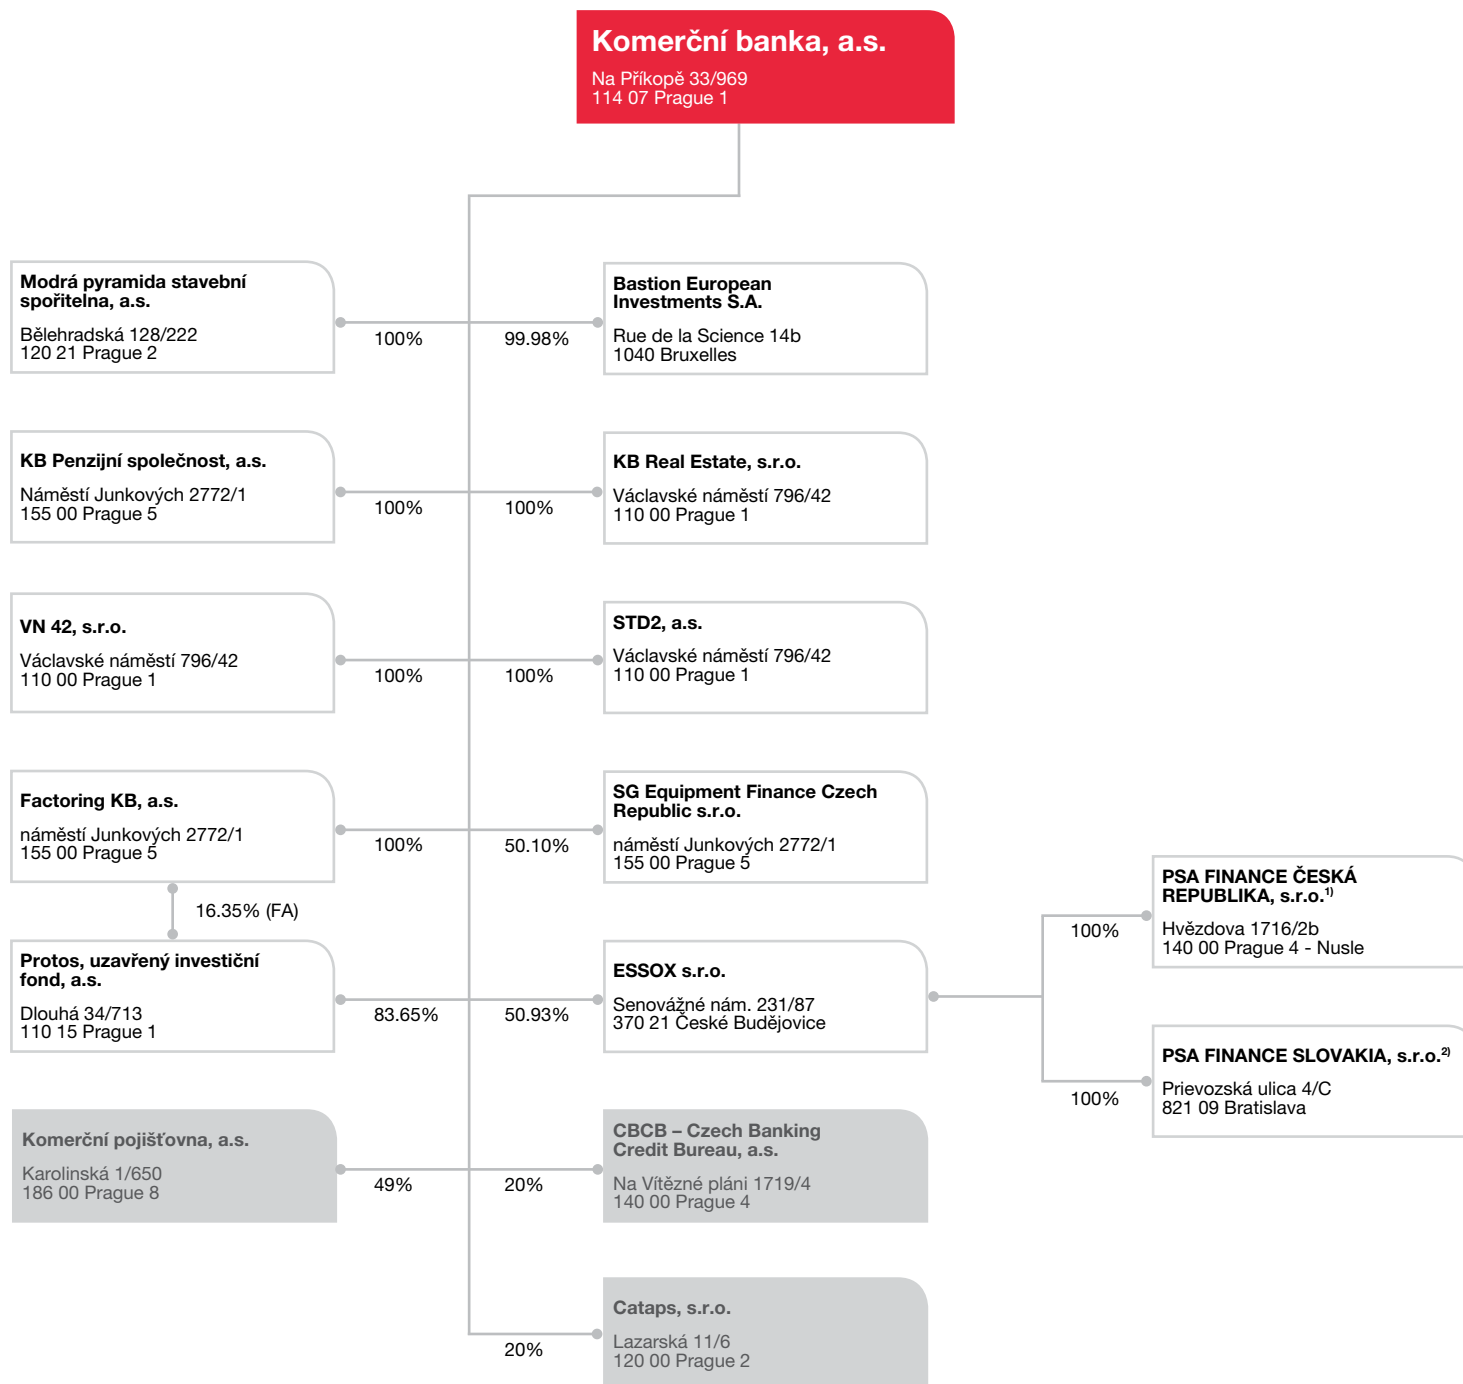 Komerční banka, a.s.
Na Příkopě 33/969
114 07 Prague 1
Modrá pyramida stavební
spořitelna, a.s.
Bělehradská 128/222
120 21 Prague 2
100%
99.98%
Bastion European
Investments S.A.
Rue de la Science 14b
1040 Bruxelles
KB Penzijní společnost, a.s.
Náměstí Junkových 2772/1
155 00 Prague 5
100%
100%
KB Real Estate, s.r.o.
Václavské náměstí 796/42
110 00 Prague 1
VN 42, s.r.o.
Václavské náměstí 796/42
110 00 Prague 1
100%
100%
STD2, a.s.
Václavské náměstí 796/42
110 00 Prague 1
Factoring KB, a.s.
náměstí Junkových 2772/1
155 00 Prague 5
100%
50.10%
SG Equipment Finance Czech
Republic s.r.o.
náměstí Junkových 2772/1
155 00 Prague 5
16.35% (FA)
Protos, uzavřený investiční
fond, a.s.
Dlouhá 34/713
110 15 Prague 1
83.65%
50.93%
ESSOX s.r.o.
Senovážné nám. 231/87
370 21 České Budějovice
100%
PSA FINANCE ČESKÁ
REPUBLIKA, s.r.o.¹⁾
Hvězdova 1716/2b
140 00 Prague 4 - Nusle
100%
PSA FINANCE SLOVAKIA, s.r.o.²⁾
Prievozská ulica 4/C
821 09 Bratislava
Komerční pojišťovna, a.s.
Karolinská 1/650
186 00 Prague 8
49%
20%
CBCB – Czech Banking
Credit Bureau, a.s.
Na Vítězné pláni 1719/4
140 00 Prague 4
20%
Cataps, s.r.o.
Lazarská 11/6
120 00 Prague 2